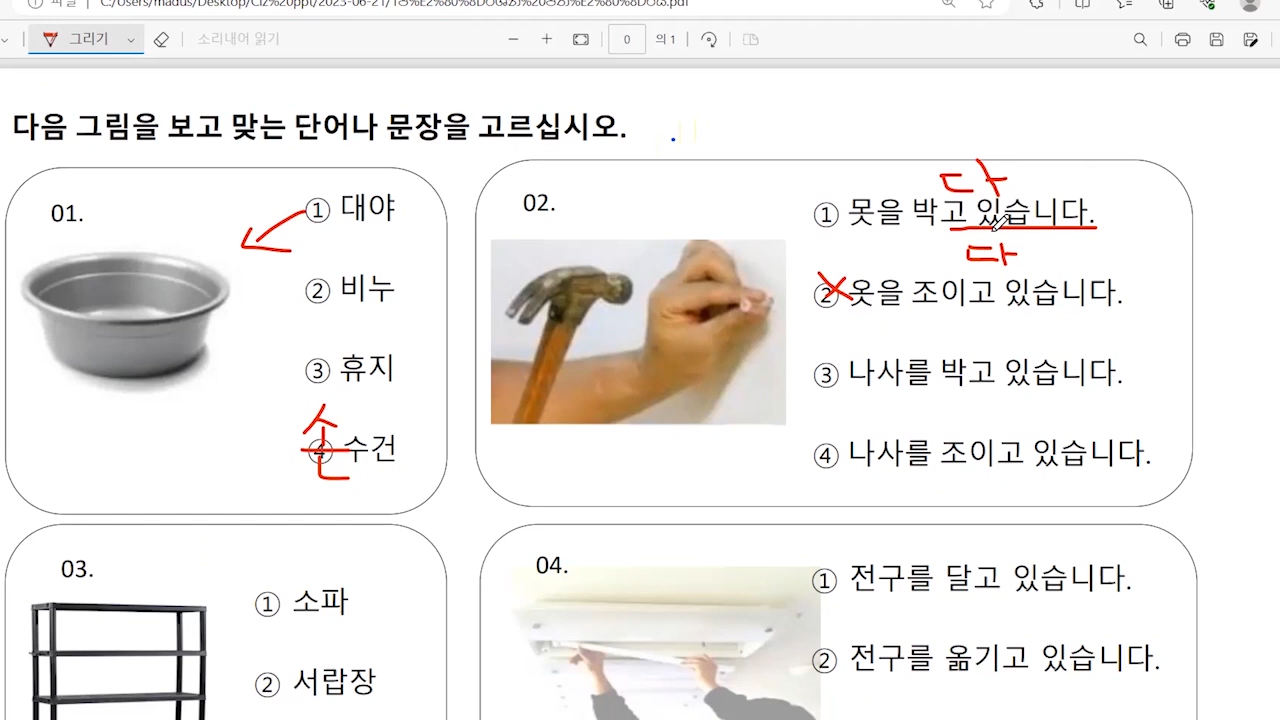 그리기
소리내어 읽기
0
의 1
다음 그림을 보고 맞는 단어나 문장을 고르십시오.
01.
① 대야
② 비누
③ 휴지
④ 수건
손
02.
다
① 못을 박고 있습니다.
다
② 옷을 조이고 있습니다.
③ 나사를 박고 있습니다.
④ 나사를 조이고 있습니다.
03.
① 소파
② 서랍장
04.
① 전구를 달고 있습니다.
② 전구를 옮기고 있습니다.